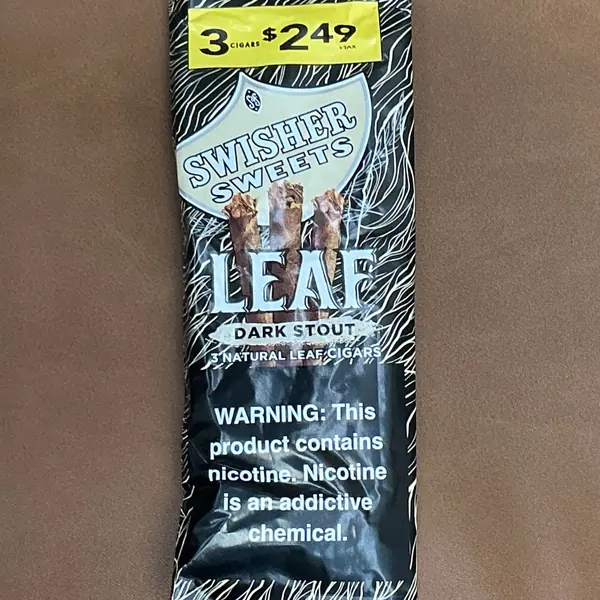 3 CIGARS $2.49
+TAX
SS
SWISHER
SWEETS
LEAF
DARK STOUT
3 NATURAL LEAF CIGARS
WARNING: This
product contains
nicotine. Nicotine
is an addictive
chemical.